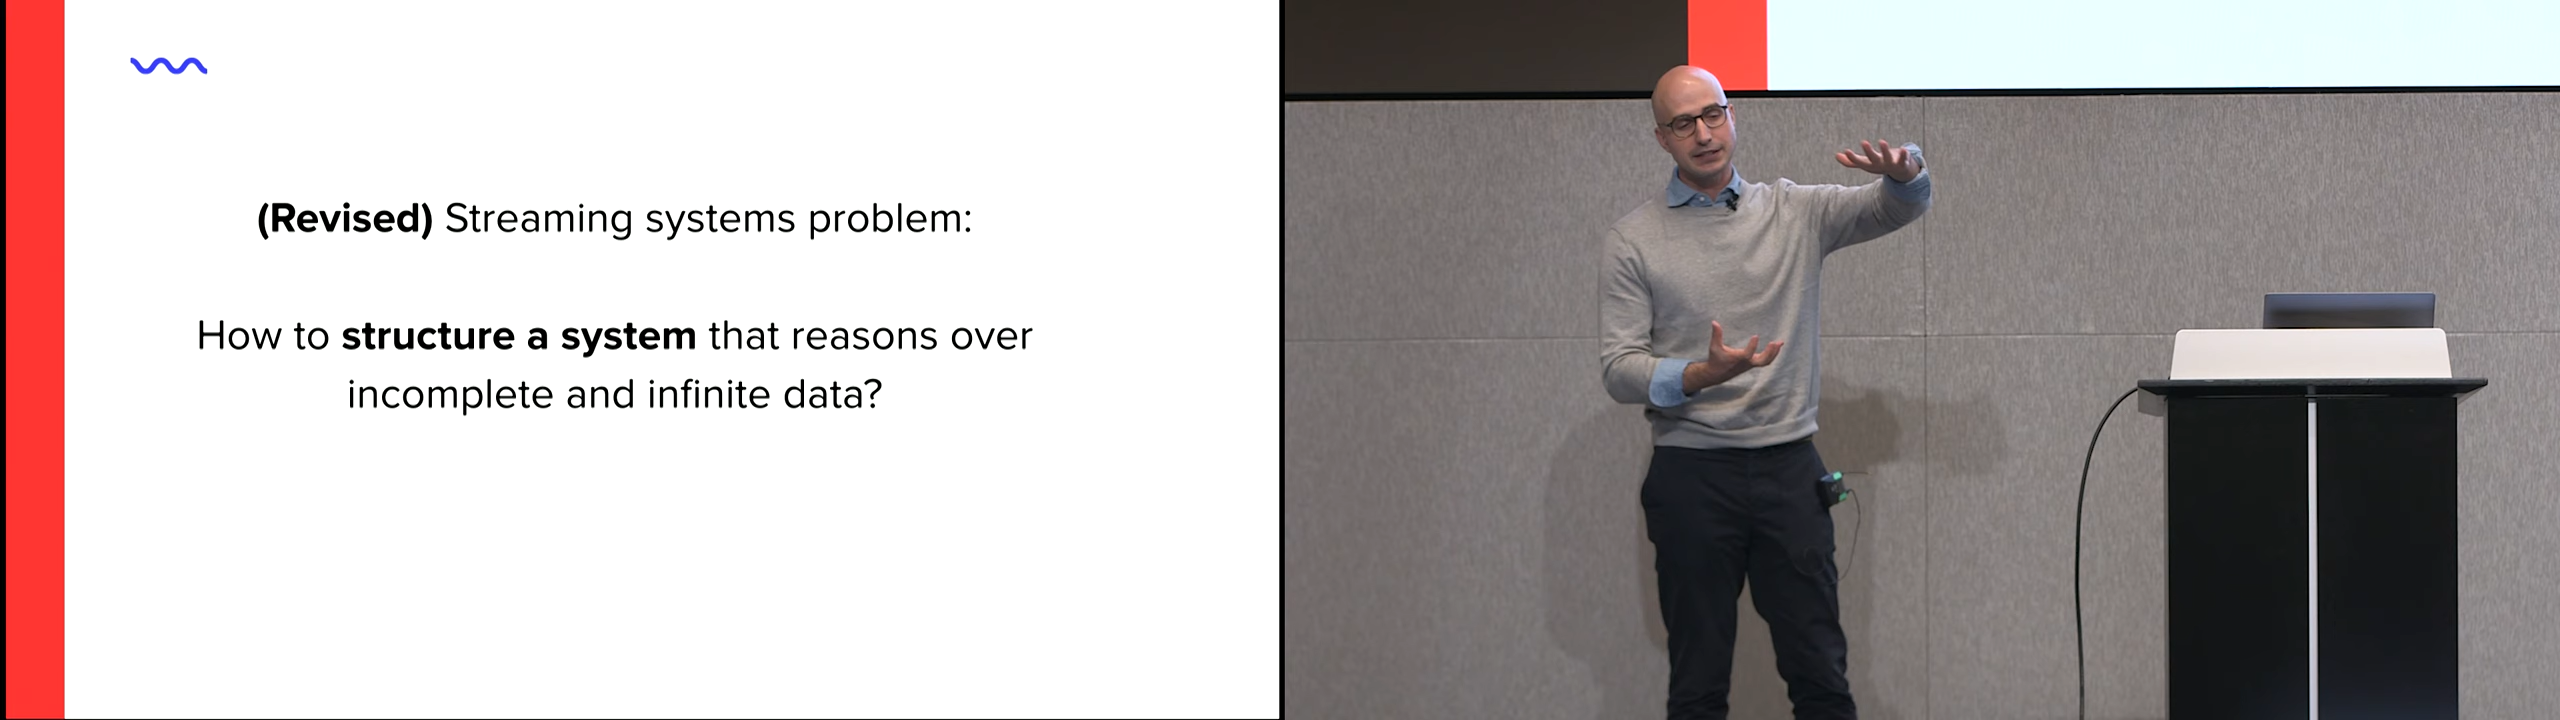 (Revised) Streaming systems problem:
How to structure a system that reasons over
incomplete and infinite data?